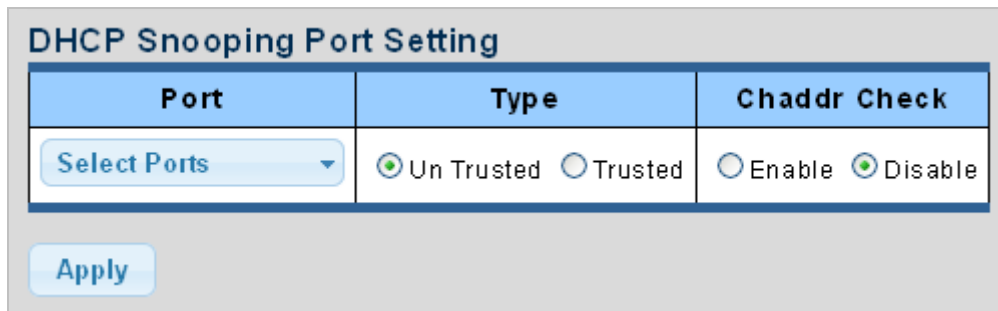 DHCP Snooping Port Setting
Port Type Chaddr Check
Select Ports Un Trusted Trusted Enable Disable
Apply